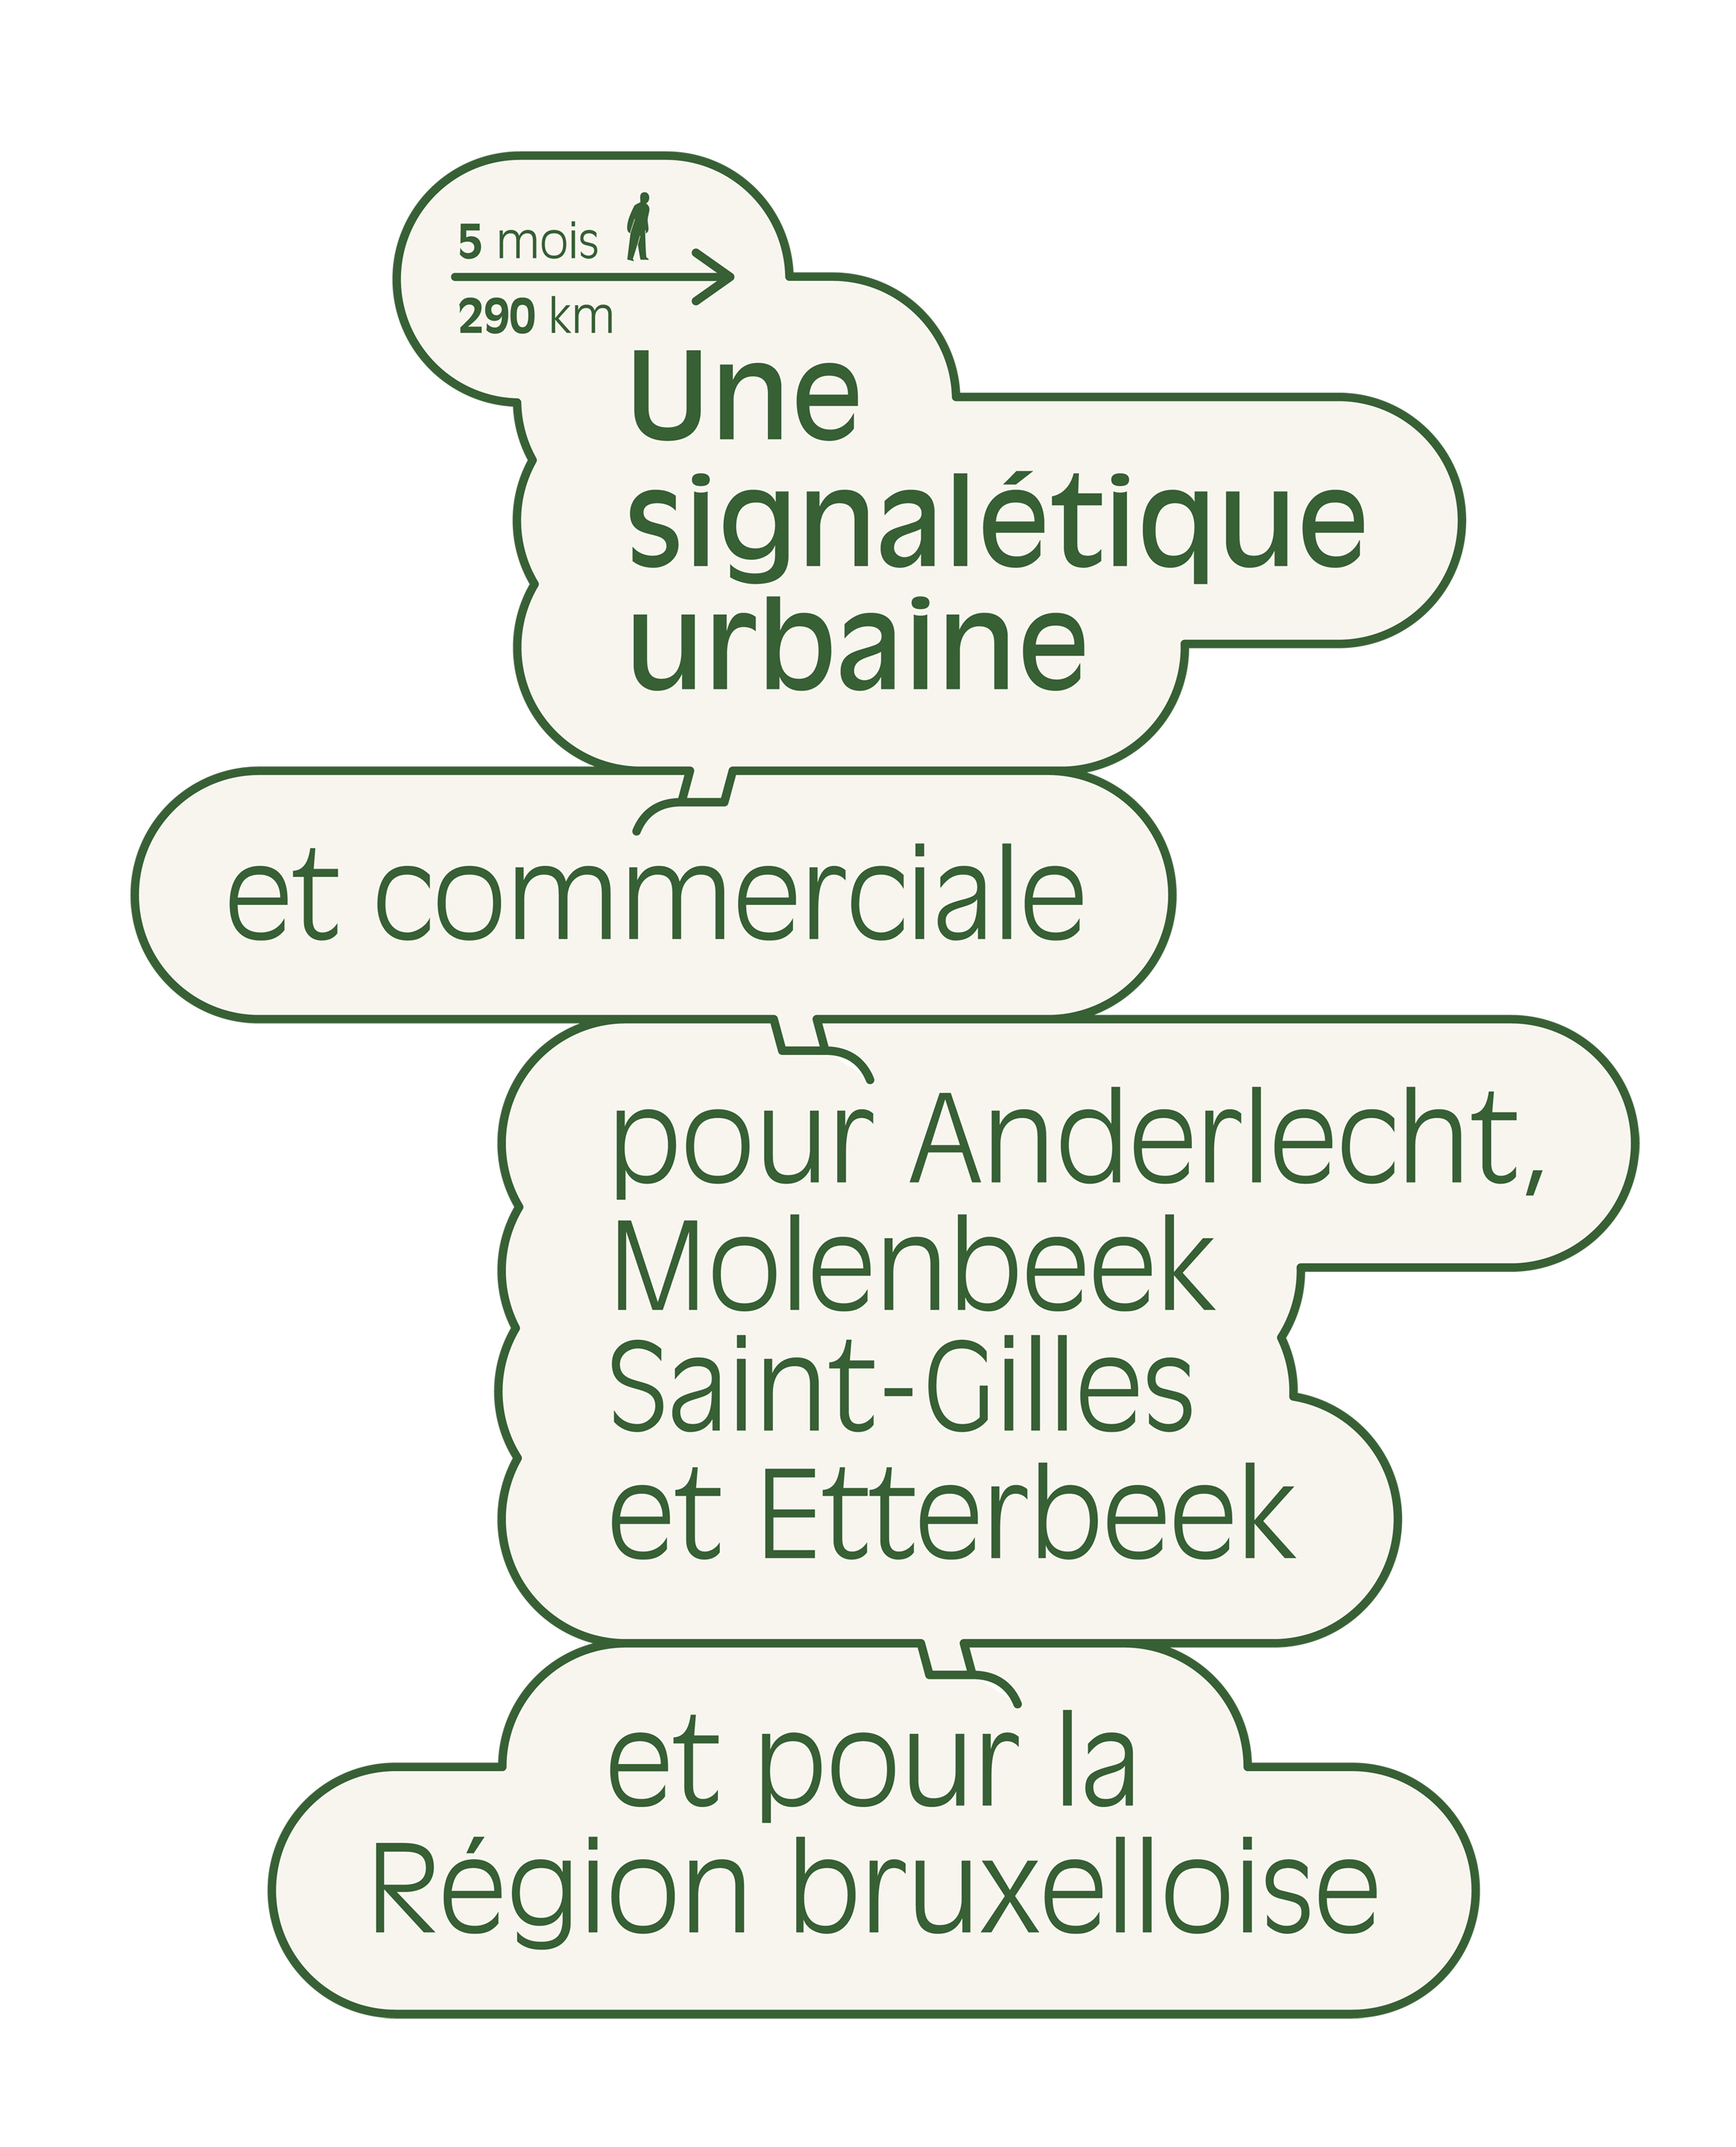 5 mois
290 km
Une
signalétique
urbaine
et commerciale
pour Anderlecht,
Molenbeek
Saint-Gilles
et Etterbeek
et pour la
Région bruxelloise